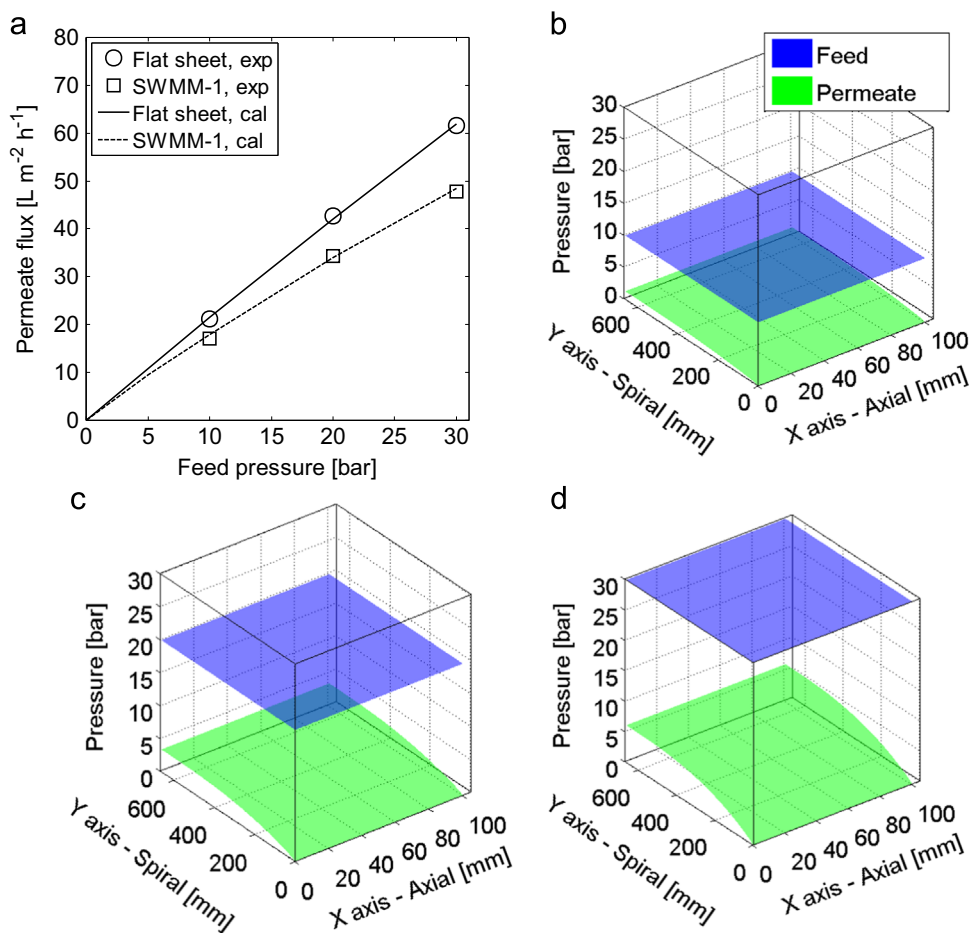 a
80
70
60
50
40
30
20
10
0
Permeate flux [L m⁻² h⁻¹]
Flat sheet, exp
SWMM-1, exp
Flat sheet, cal
SWMM-1, cal
0 5 10 15 20 25 30
Feed pressure [bar]
b
Feed
Permeate
30
25
20
15
10
5
0
Pressure [bar]
600
400
200
0
Y axis - Spiral [mm]
0 20 40 60 80 100
X axis - Axial [mm]
c
30
25
20
15
10
5
0
Pressure [bar]
600
400
200
0
Y axis - Spiral [mm]
0 20 40 60 80 100
X axis - Axial [mm]
d
30
25
20
15
10
5
0
Pressure [bar]
600
400
200
0
Y axis - Spiral [mm]
0 20 40 60 80 100
X axis - Axial [mm]